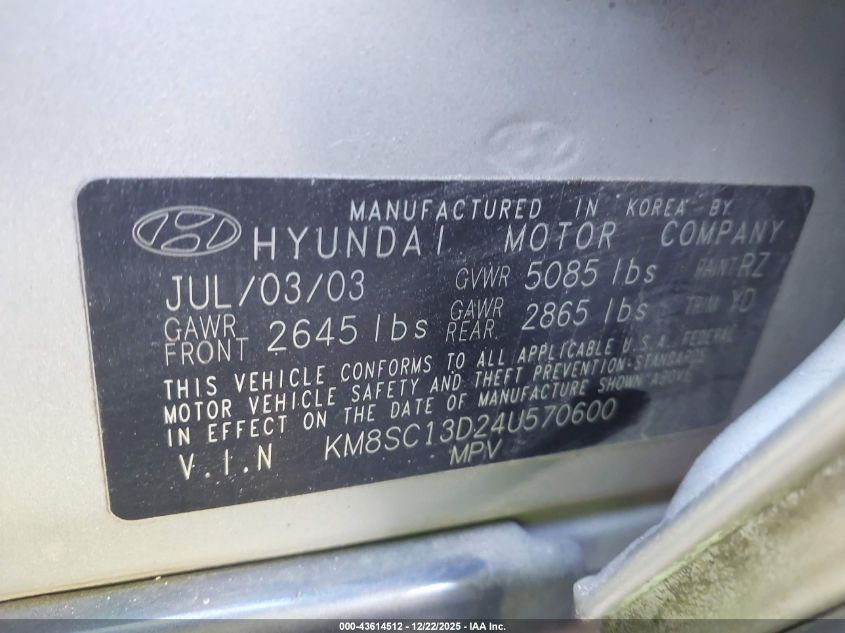 MANUFACTURED IN "KOREA" BY
HYUNDAI MOTOR COMPANY
JUL/03/03 GVWR 5085 lbs PAINT RZ
GAWR FRONT 2645 lbs GAWR REAR 2865 lbs TRIM YD
THIS VEHICLE CONFORMS TO ALL APPLICABLE U.S.A. FEDERAL
MOTOR VEHICLE SAFETY AND THEFT PREVENTION STANDARDS
IN EFFECT ON THE DATE OF MANUFACTURE SHOWN ABOVE
V.I.N KM8SC13D24U570600
MPV
000-43614512 - 12/22/2025 - IAA Inc.